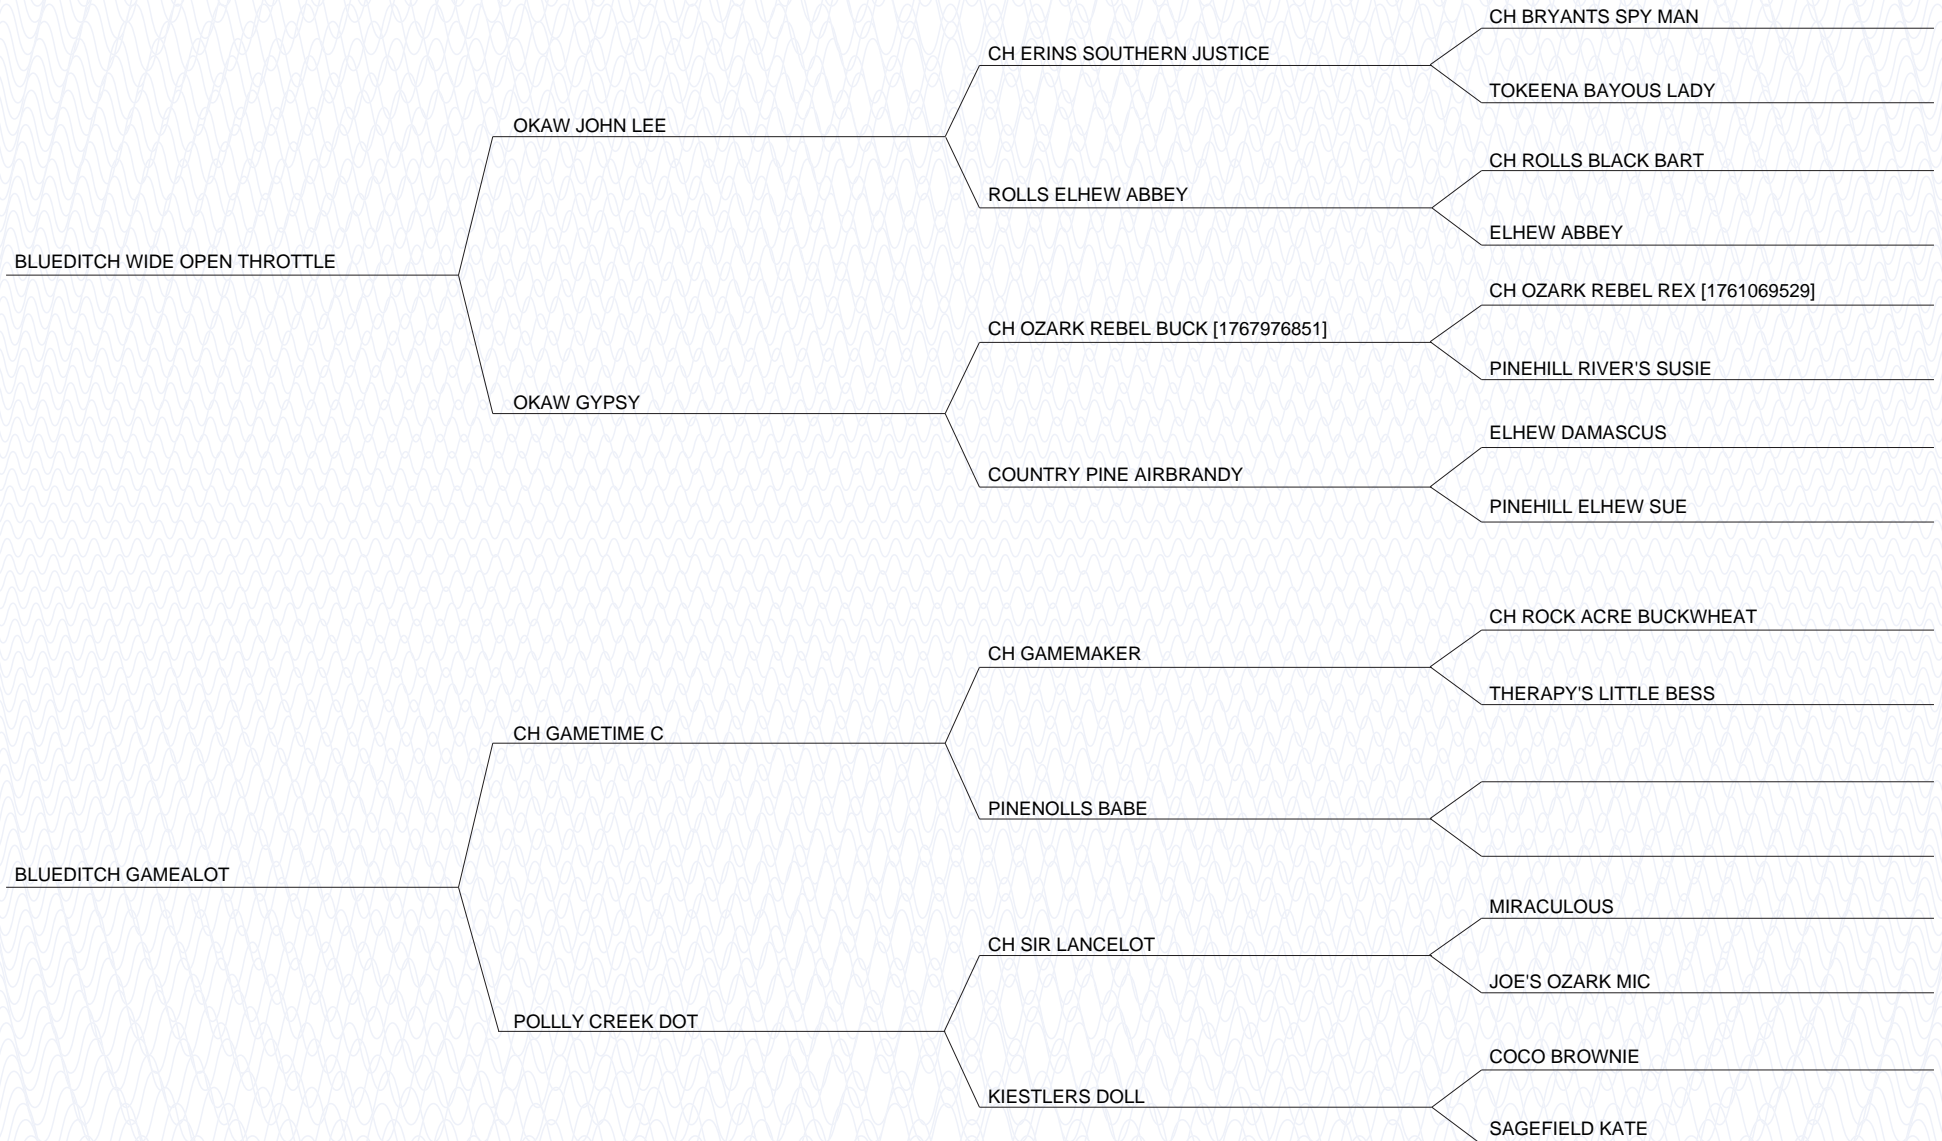 CH BRYANTS SPY MAN
CH ERINS SOUTHERN JUSTICE
TOKEENA BAYOUS LADY
OKAW JOHN LEE
CH ROLLS BLACK BART
ROLLS ELHEW ABBEY
ELHEW ABBEY
BLUEDITCH WIDE OPEN THROTTLE
CH OZARK REBEL REX [1761069529]
CH OZARK REBEL BUCK [1767976851]
PINEHILL RIVER'S SUSIE
OKAW GYPSY
ELHEW DAMASCUS
COUNTRY PINE AIRBRANDY
PINEHILL ELHEW SUE
CH ROCK ACRE BUCKWHEAT
CH GAMEMAKER
THERAPY'S LITTLE BESS
CH GAMETIME C
PINENOLLS BABE
BLUEDITCH GAMEALOT
MIRACULOUS
CH SIR LANCELOT
JOE'S OZARK MIC
POLLLY CREEK DOT
COCO BROWNIE
KIESTLERS DOLL
SAGEFIELD KATE